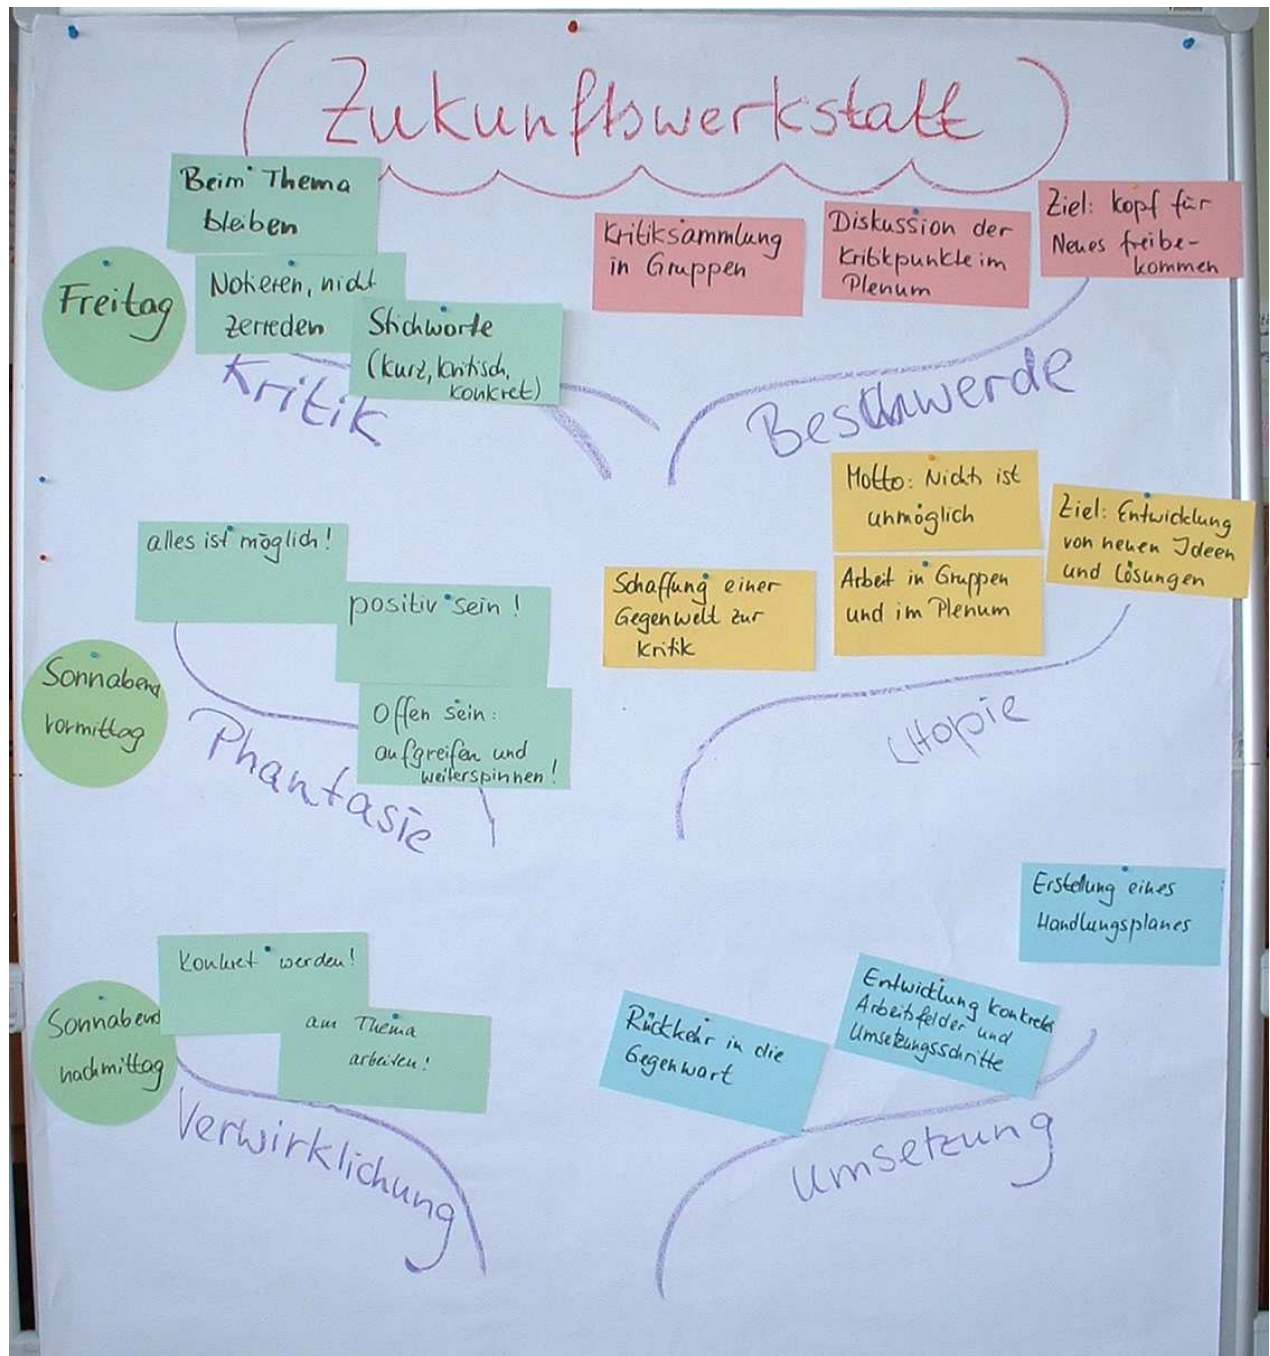 Zukunftswerkstatt
Freitag
Beim Thema
bleiben
Notieren, nicht
zerreden
Stichworte
(kurz, kritisch,
konkret)
Kritik
Kritiksammlung
in Gruppen
Diskussion der
Kritikpunkte im
Plenum
Ziel: Kopf für
Neues freibe-
kommen
Beschwerde
Sonnabend
vormittag
alles ist möglich!
positiv sein!
Offen sein:
aufgreifen und
weiterspinnen!
Phantasie
Schaffung einer
Gegenwelt zur
Kritik
Motto: Nichts ist
unmöglich
Arbeit in Gruppen
und im Plenum
Ziel: Entwicklung
von neuen Ideen
und Lösungen
Utopie
Sonnabend
nachmittag
Konkret werden!
am Thema
arbeiten!
Verwirklichung
Rückkehr in die
Gegenwart
Entwicklung konkreter
Arbeitsfelder und
Umsetzungsschritte
Erstellung eines
Handlungsplanes
Umsetzung